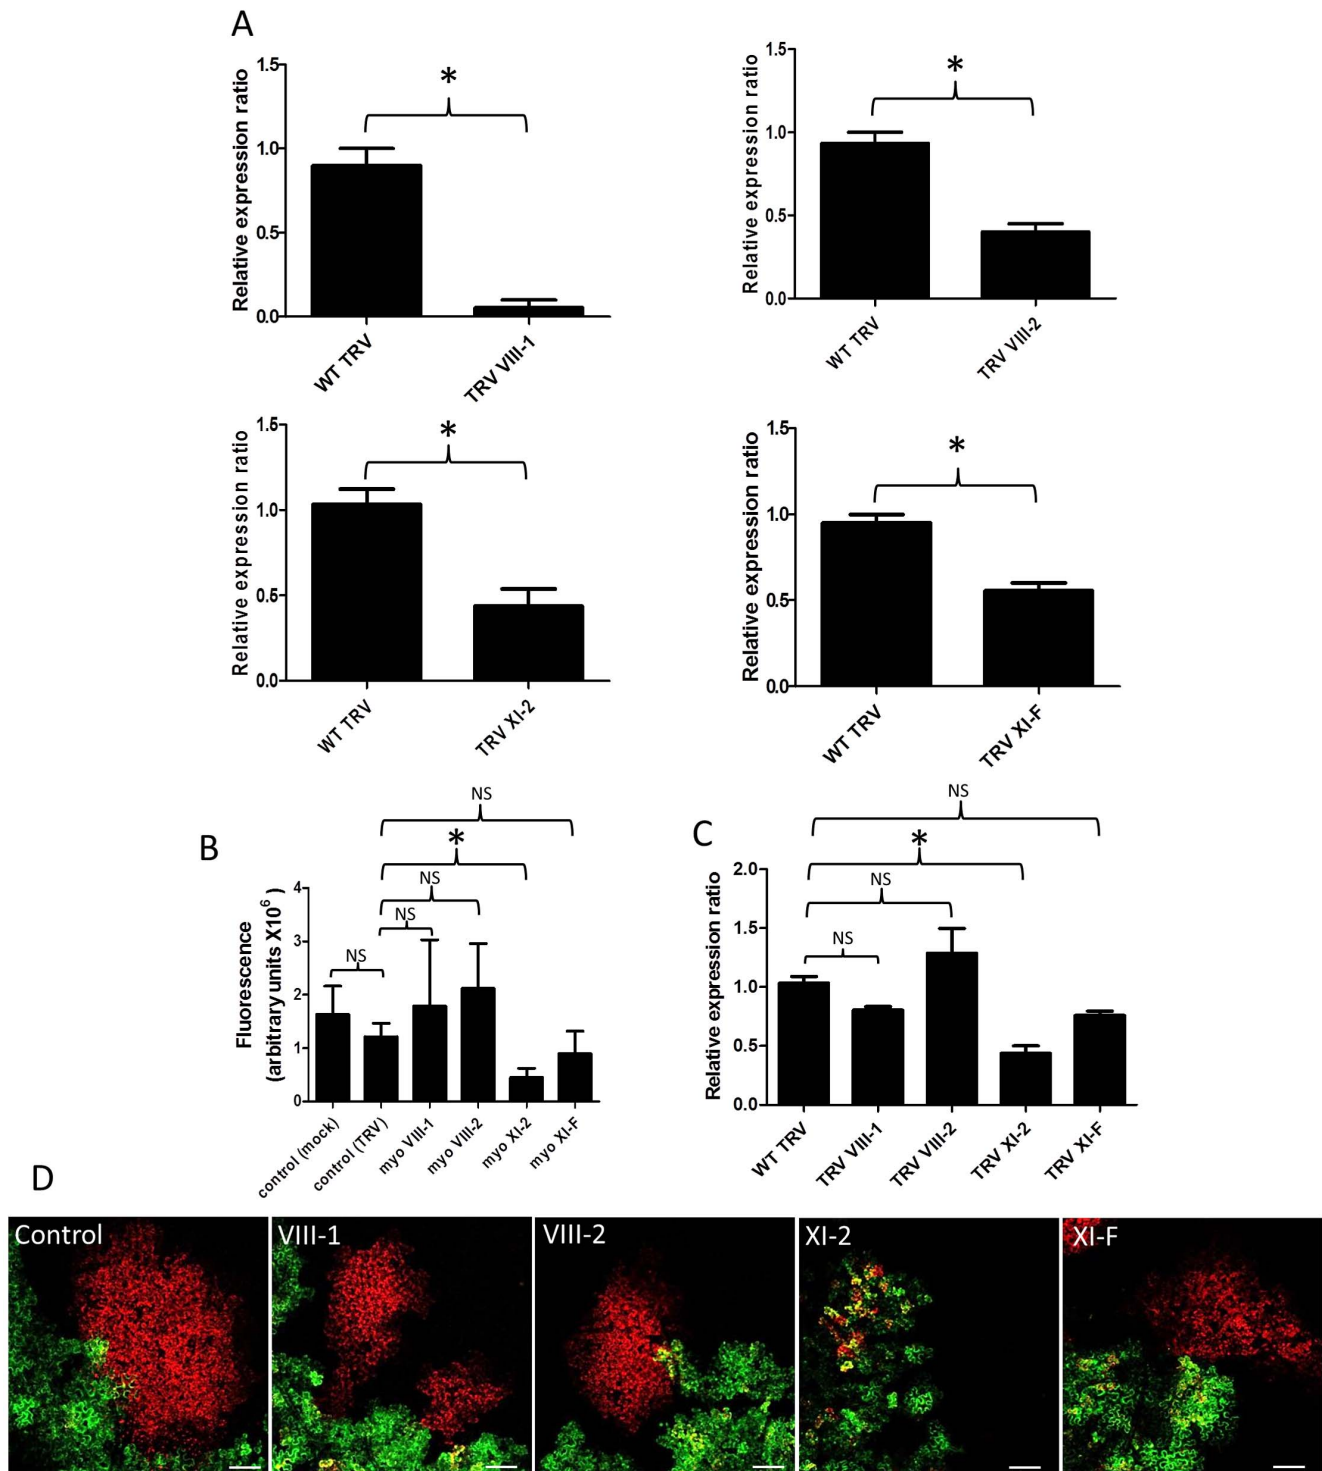 A
Relative expression ratio
1.5
1.0
0.5
0.0
*
WT TRV
TRV VIII-1
Relative expression ratio
1.5
1.0
0.5
0.0
*
WT TRV
TRV VIII-2
Relative expression ratio
1.5
1.0
0.5
0.0
*
WT TRV
TRV XI-2
Relative expression ratio
1.5
1.0
0.5
0.0
*
WT TRV
TRV XI-F
B
Fluorescence
(arbitrary units X10⁶ )
4
3
2
1
0
NS
*
NS
NS
NS
control (mock)
control (TRV)
myo VIII-1
myo VIII-2
myo XI-2
myo XI-F
C
Relative expression ratio
2.0
1.5
1.0
0.5
0.0
NS
*
NS
NS
WT TRV
TRV VIII-1
TRV VIII-2
TRV XI-2
TRV XI-F
D
Control
VIII-1
VIII-2
XI-2
XI-F